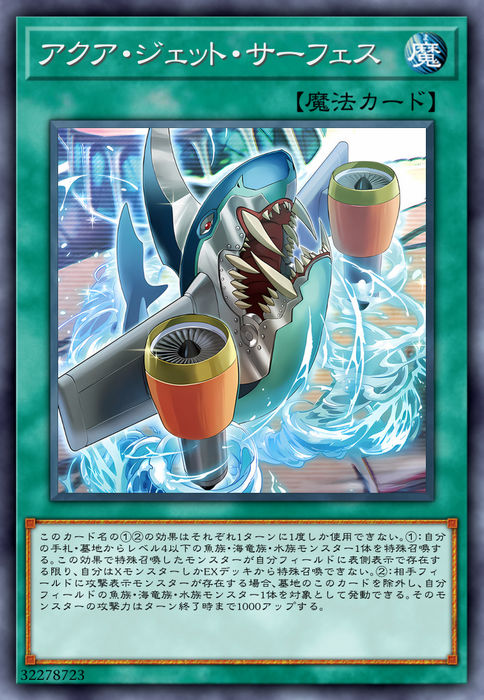 アクア・ジェット・サーフェス
魔
【魔法カード】
このカード名の①②の効果はそれぞれ1ターンに1度しか使用できない。①:自分
の手札・墓地からレベル4以下の魚族・海竜族・水族モンスター1体を特殊召喚す
る。この効果で特殊召喚したモンスターが自分フィールドに表側表示で存在す
る限り、自分はXモンスターしかEXデッキから特殊召喚できない。②:相手フィ
ールドに攻撃表示モンスターが存在する場合、墓地のこのカードを除外し、自分
フィールドの魚族・海竜族・水族モンスター1体を対象として発動できる。そのモ
ンスターの攻撃力はターン終了時まで1000アップする。
32278723